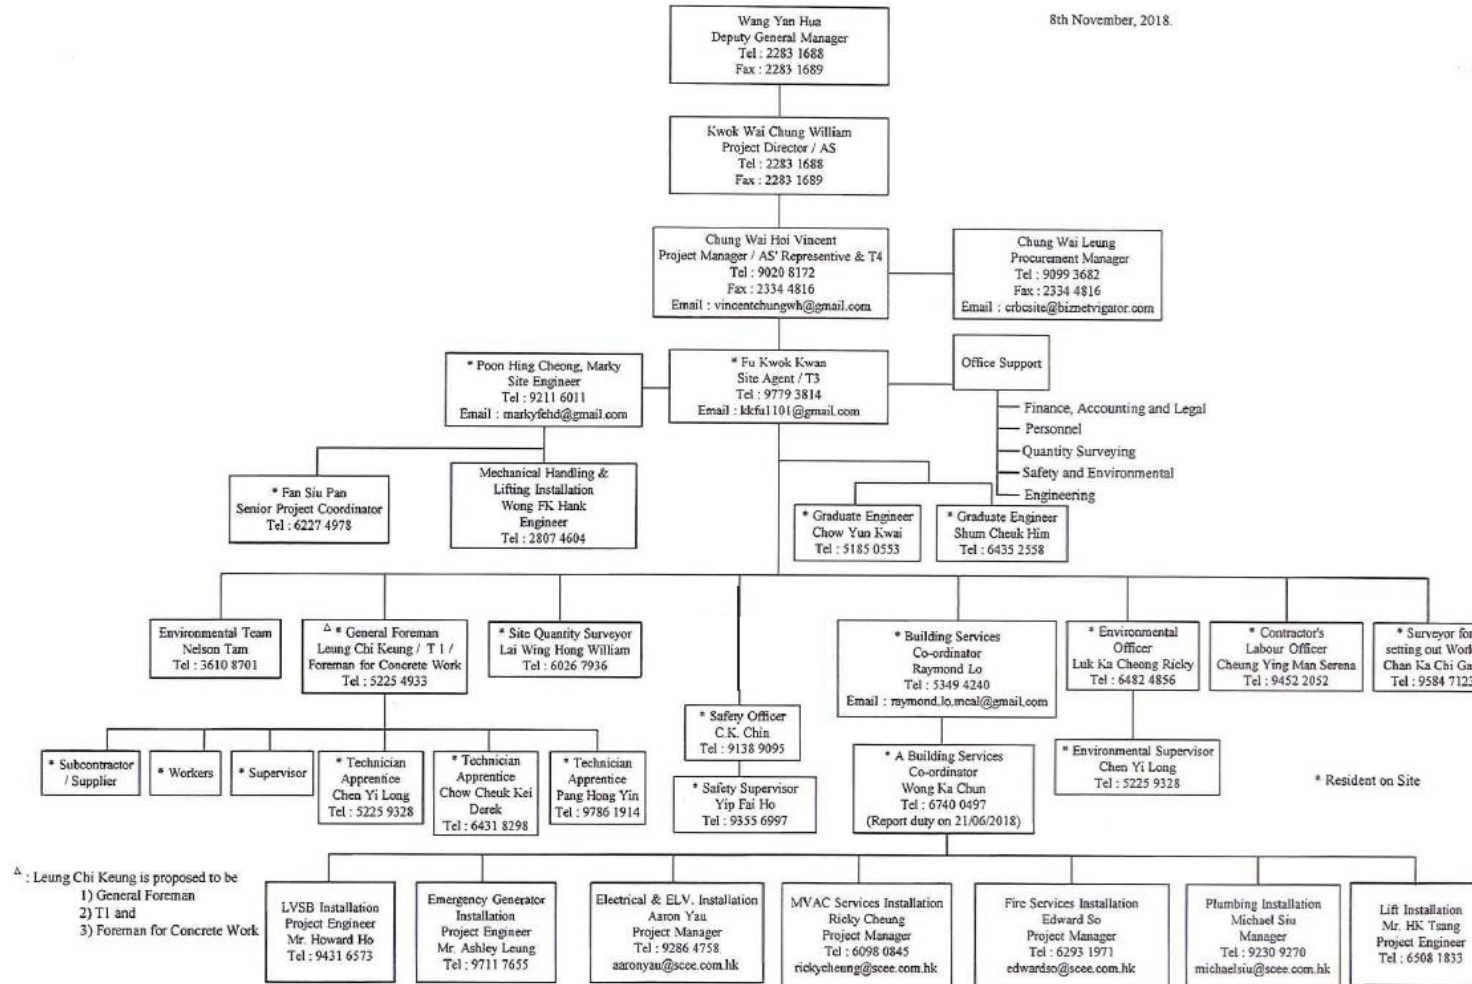 8th November, 2018.
Wang Yan Hua
Deputy General Manager
Tel : 2283 1688
Fax : 2283 1689
Kwok Wai Chung William
Project Director / AS
Tel : 2283 1688
Fax : 2283 1689
Chung Wai Hoi Vincent
Project Manager / AS' Representive & T4
Tel : 9020 8172
Fax : 2334 4816
Email : vincentchungwh@gmail.com
Chung Wai Leung
Procurement Manager
Tel : 9099 3682
Fax : 2334 4816
Email : crbcsite@biznetvigator.com
* Poon Hing Cheong, Marky
Site Engineer
Tel : 9211 6011
Email : markyfehd@gmail.com
* Fu Kwok Kwan
Site Agent / T3
Tel : 9779 3814
Email : kkfu1101@gmail.com
Office Support
Finance, Accounting and Legal
Personnel
Quantity Surveying
Safety and Environmental
Engineering
* Fan Siu Pan
Senior Project Coordinator
Tel : 6227 4978
Mechanical Handling &
Lifting Installation
Wong FK Hank
Engineer
Tel : 2807 4604
* Graduate Engineer
Chow Yun Kwai
Tel : 5185 0553
* Graduate Engineer
Shum Cheuk Him
Tel : 6435 2558
Environmental Team
Nelson Tam
Tel : 3610 8701
Δ * General Foreman
Leung Chi Keung / T 1 /
Foreman for Concrete Work
Tel : 5225 4933
* Site Quantity Surveyor
Lai Wing Hong William
Tel : 6026 7936
* Safety Officer
C.K. Chin
Tel : 9138 9095
* Safety Supervisor
Yip Fai Ho
Tel : 9355 6997
* Building Services
Co-ordinator
Raymond Lo
Tel : 5349 4240
Email : raymond.lo.mcal@gmail.com
* A Building Services
Co-ordinator
Wong Ka Chun
Tel : 6740 0497
(Report duty on 21/06/2018)
* Environmental
Officer
Luk Ka Cheong Ricky
Tel : 6482 4856
* Environmental Supervisor
Chen Yi Long
Tel : 5225 9328
* Contractor's
Labour Officer
Cheung Ying Man Serena
Tel : 9452 2052
* Surveyor for
setting out Work
Chan Ka Chi Ga
Tel : 9584 7123
* Subcontractor
/ Supplier
* Workers
* Supervisor
* Technician
Apprentice
Chen Yi Long
Tel : 5225 9328
* Technician
Apprentice
Chow Cheuk Kei
Derek
Tel : 6431 8298
* Technician
Apprentice
Pang Hong Yin
Tel : 9786 1914
* Resident on Site
Δ : Leung Chi Keung is proposed to be
1) General Foreman
2) T1 and
3) Foreman for Concrete Work
LVSB Installation
Project Engineer
Mr. Howard Ho
Tel : 9431 6573
Emergency Generator
Installation
Project Engineer
Mr. Ashley Leung
Tel : 9711 7655
Electrical & ELV. Installation
Aaron Yau
Project Manager
Tel : 9286 4758
aaronyau@scee.com.hk
MVAC Services Installation
Ricky Cheung
Project Manager
Tel : 6098 0845
rickycheung@scee.com.hk
Fire Services Installation
Edward So
Project Manager
Tel : 6293 1971
edwardso@scee.com.hk
Plumbing Installation
Michael Siu
Manager
Tel : 9230 9270
michaelsiu@scee.com.hk
Lift Installation
Mr. HK Tsang
Project Engineer
Tel : 6508 1833